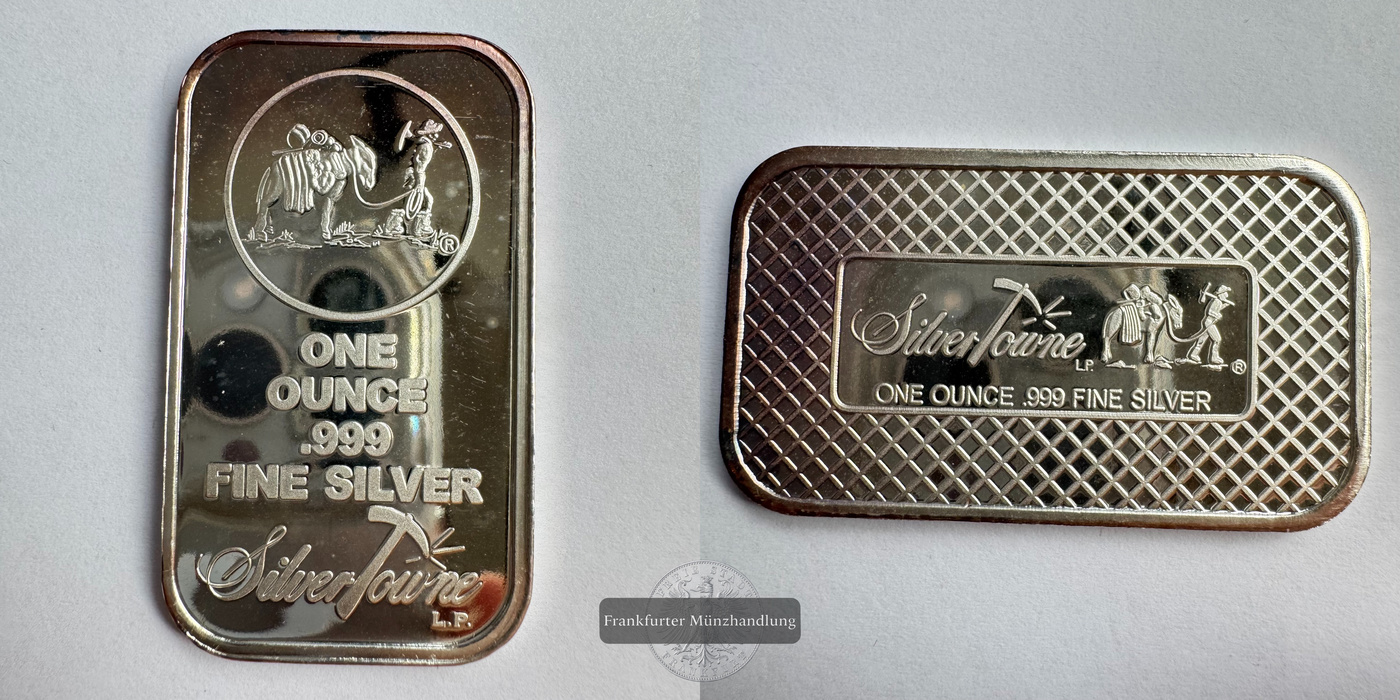 ®
ONE
OUNCE
.999
FINE SILVER
SilverTowne
L.P.
SilverTowne
L.P.
®
ONE OUNCE .999 FINE SILVER
Frankfurter Münzhandlung